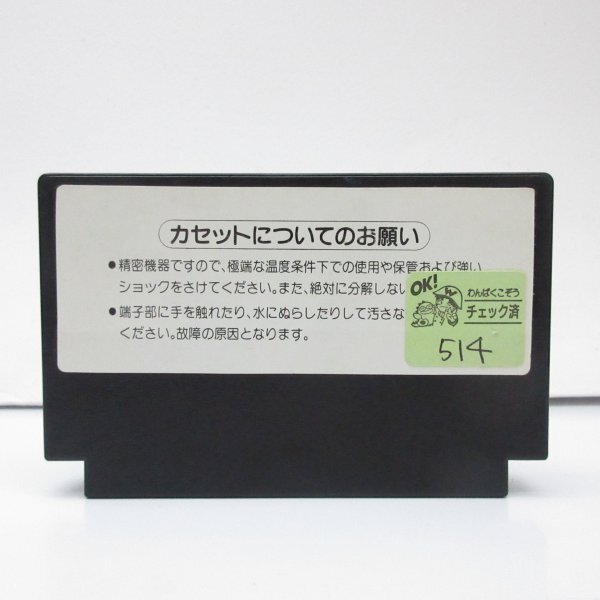 カセットについてのお願い
●精密機器ですので、極端な温度条件下での使用や保管および強い
ショックをさけてください。また、絶対に分解しない
●端子部に手を触れたり、水にぬらしたりして汚さな
ください。故障の原因となります。
OK!
わんぱくこぞう
チェック済
514